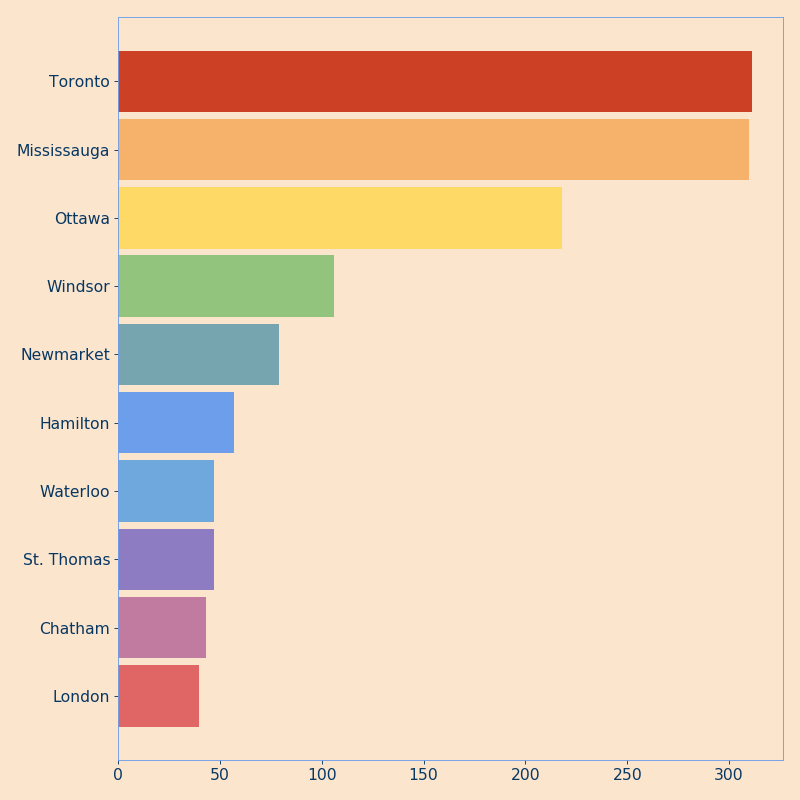 Toronto
Mississauga
Ottawa
Windsor
Newmarket
Hamilton
Waterloo
St. Thomas
Chatham
London
0 50 100 150 200 250 300